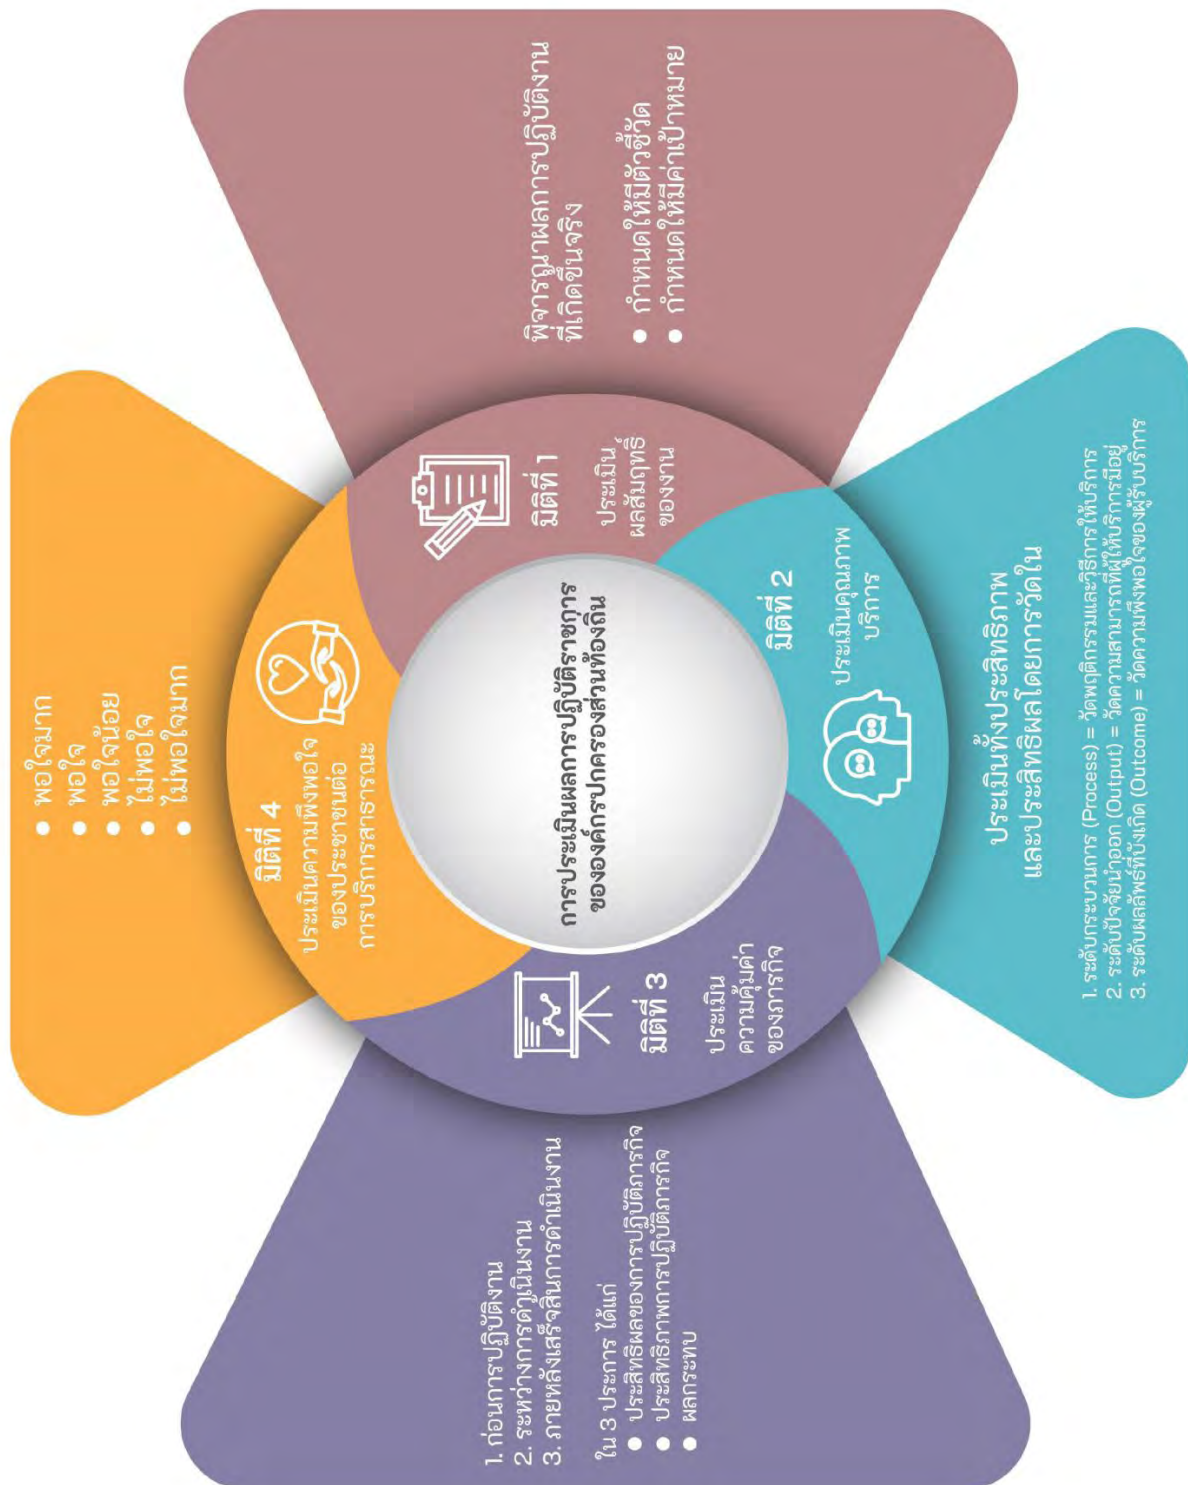 การประเมินผลการปฏิบัติราชการ
ขององค์กรปกครองส่วนท้องถิ่น
มิติที่ 1
ประเมิน
ผลสัมฤทธิ์
ของงาน
พิจารณาผลการปฏิบัติงาน
ที่เกิดขึ้นจริง
● กำหนดให้มีตัวชี้วัด
● กำหนดให้มีค่าเป้าหมาย
มิติที่ 2
ประเมินคุณภาพ
บริการ
ประเมินทั้งประสิทธิภาพ
และประสิทธิผลโดยการวัดใน
1. ระดับกระบวนการ (Process) = วัดพฤติกรรมและวิธีการให้บริการ
2. ระดับปัจจัยนำออก (Output) = วัดความสามารถที่ผู้ให้บริการมีอยู่
3. ระดับผลลัพธ์ที่บังเกิด (Outcome) = วัดความพึงพอใจของผู้รับบริการ
มิติที่ 3
ประเมิน
ความคุ้มค่า
ของภารกิจ
1. ก่อนการปฏิบัติงาน
2. ระหว่างการดำเนินงาน
3. ภายหลังเสร็จสิ้นการดำเนินงาน
ใน 3 ประการ ได้แก่
● ประสิทธิผลของการปฏิบัติภารกิจ
● ประสิทธิภาพการปฏิบัติภารกิจ
● ผลกระทบ
มิติที่ 4
ประเมินความพึงพอใจ
ของประชาชนต่อ
การบริการสาธารณะ
● พอใจมาก
● พอใจ
● พอใจน้อย
● ไม่พอใจ
● ไม่พอใจมาก